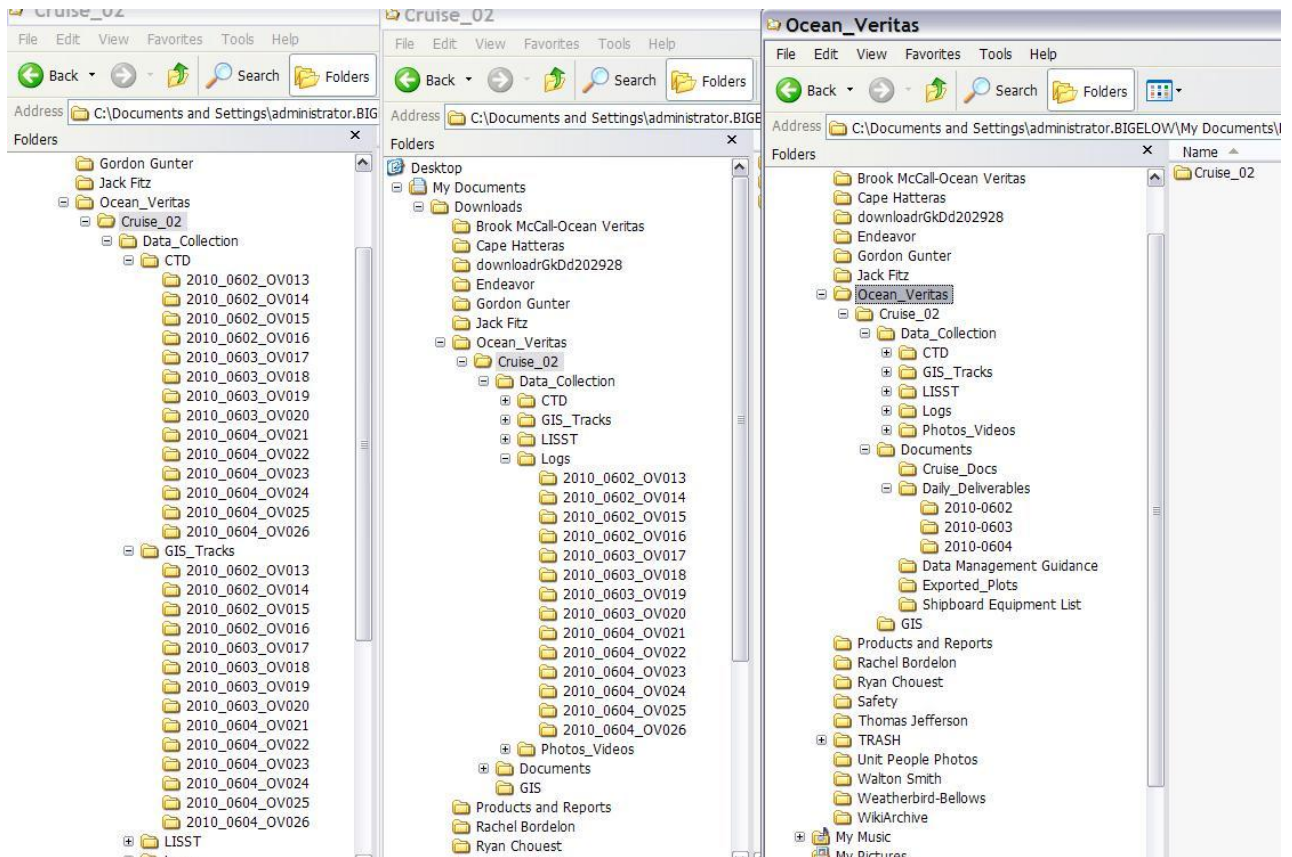 Cruise_02
File Edit View Favorites Tools Help
Back Search Folders
Address C:\Documents and Settings\administrator.BIG
Folders x
Gordon Gunter
Jack Fitz
Ocean_Veritas
Cruise_02
Data_Collection
CTD
2010_0602_OV013
2010_0602_OV014
2010_0602_OV015
2010_0602_OV016
2010_0603_OV017
2010_0603_OV018
2010_0603_OV019
2010_0603_OV020
2010_0604_OV021
2010_0604_OV022
2010_0604_OV023
2010_0604_OV024
2010_0604_OV025
2010_0604_OV026
GIS_Tracks
2010_0602_OV013
2010_0602_OV014
2010_0602_OV015
2010_0602_OV016
2010_0603_OV017
2010_0603_OV018
2010_0603_OV019
2010_0603_OV020
2010_0604_OV021
2010_0604_OV022
2010_0604_OV023
2010_0604_OV024
2010_0604_OV025
2010_0604_OV026
LISST
Cruise_02
File Edit View Favorites Tools Help
Back Search Folders
Address C:\Documents and Settings\administrator.BIGE
Folders x
Desktop
My Documents
Downloads
Brook McCall-Ocean Veritas
Cape Hatteras
downloadrGkDd202928
Endeavor
Gordon Gunter
Jack Fitz
Ocean_Veritas
Cruise_02
Data_Collection
CTD
GIS_Tracks
LISST
Logs
2010_0602_OV013
2010_0602_OV014
2010_0602_OV015
2010_0602_OV016
2010_0603_OV017
2010_0603_OV018
2010_0603_OV019
2010_0603_OV020
2010_0604_OV021
2010_0604_OV022
2010_0604_OV023
2010_0604_OV024
2010_0604_OV025
2010_0604_OV026
Photos_Videos
Documents
GIS
Products and Reports
Rachel Bordelon
Ryan Chouest
Ocean_Veritas
File Edit View Favorites Tools Help
Back Search Folders
Address C:\Documents and Settings\administrator.BIGELOW\My Documents\
Folders x Name
Cruise_02
Brook McCall-Ocean Veritas
Cape Hatteras
downloadrGkDd202928
Endeavor
Gordon Gunter
Jack Fitz
Ocean_Veritas
Cruise_02
Data_Collection
CTD
GIS_Tracks
LISST
Logs
Photos_Videos
Documents
Cruise_Docs
Daily_Deliverables
2010-0602
2010-0603
2010-0604
Data Management Guidance
Exported_Plots
Shipboard Equipment List
GIS
Products and Reports
Rachel Bordelon
Ryan Chouest
Safety
Thomas Jefferson
TRASH
Unit People Photos
Walton Smith
Weatherbird-Bellows
WikiArchive
My Music
My Pictures